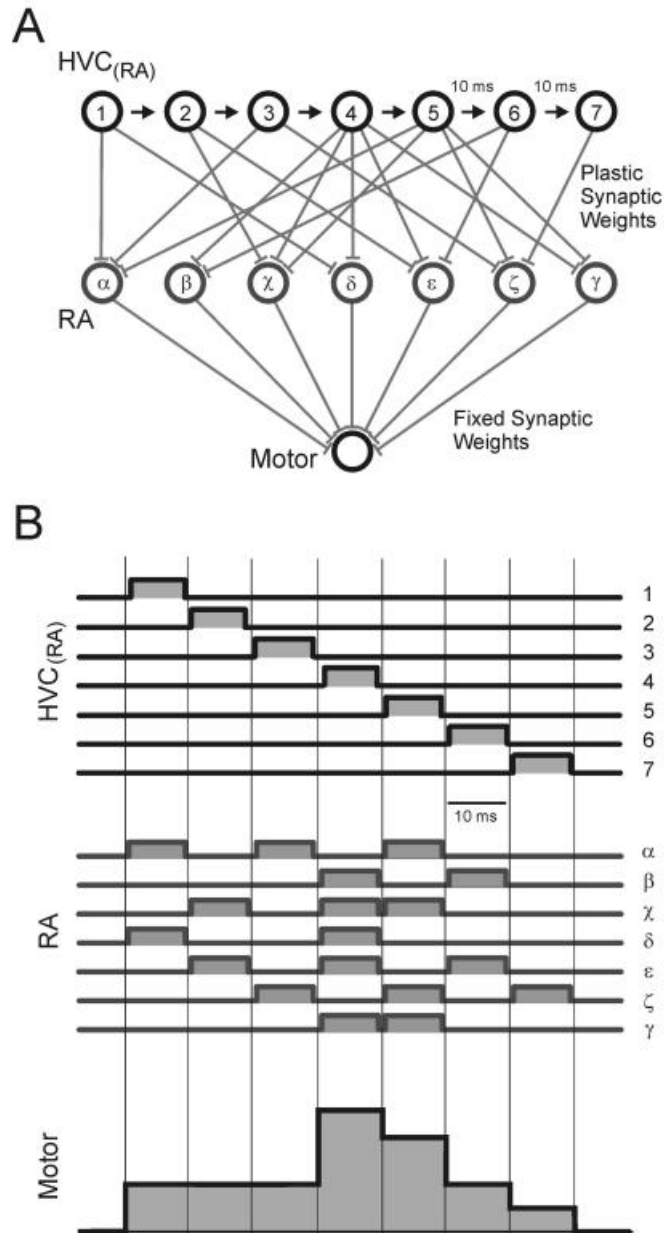 A
HVC(RA)
10 ms 10 ms
1 2 3 4 5 6 7
Plastic
Synaptic
Weights
α β χ δ ε ζ γ
RA
Fixed Synaptic
Weights
Motor
B
HVC(RA)
1
2
3
4
5
6
7
10 ms
RA
α
β
χ
δ
ε
ζ
γ
Motor